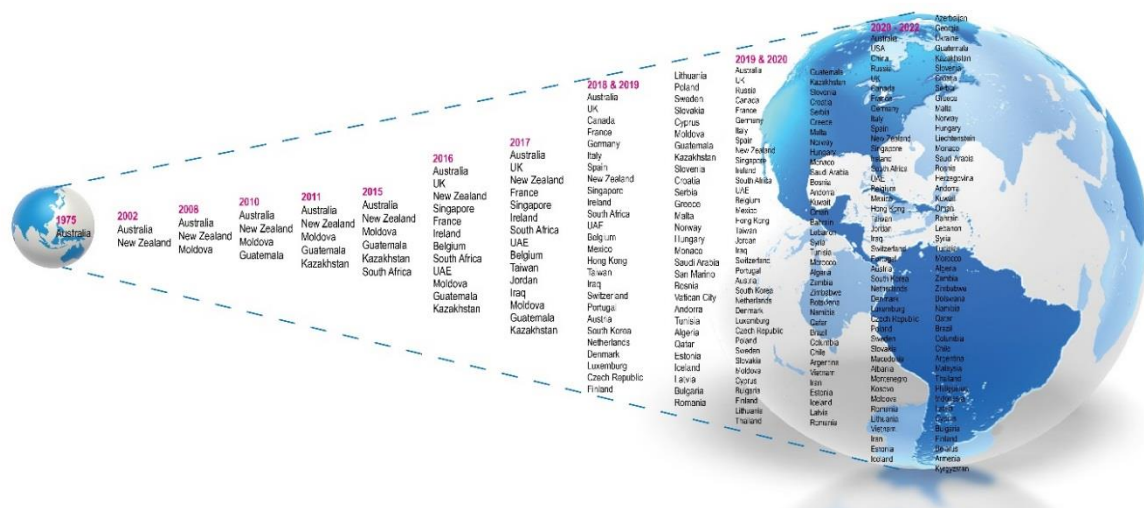 1975
Australia
2002
Australia
New Zealand
2008
Australia
New Zealand
Moldova
2010
Australia
New Zealand
Moldova
Guatemala
2011
Australia
New Zealand
Moldova
Guatemala
Kazakhstan
2015
Australia
New Zealand
Moldova
Guatemala
Kazakhstan
South Africa
2016
Australia
UK
New Zealand
Singapore
France
Ireland
Belgium
South Africa
UAE
Moldova
Guatemala
Kazakhstan
2017
Australia
UK
New Zealand
France
Singapore
Ireland
South Africa
UAE
Belgium
Taiwan
Jordan
Iraq
Moldova
Guatemala
Kazakhstan
2018 & 2019
Australia
UK
Canada
France
Germany
Italy
Spain
New Zealand
Singapore
Ireland
South Africa
UAE
Belgium
Mexico
Hong Kong
Taiwan
Iraq
Switzerland
Portugal
Austria
South Korea
Netherlands
Denmark
Luxemburg
Czech Republic
Finland
Lithuania
Poland
Sweden
Slovakia
Cyprus
Moldova
Guatemala
Kazakhstan
Slovenia
Croatia
Serbia
Greece
Malta
Norway
Hungary
Monaco
Saudi Arabia
San Marino
Bosnia
Vatican City
Andorra
Tunisia
Algeria
Qatar
Estonia
Iceland
Latvia
Bulgaria
Romania
2019 & 2020
Australia
UK
Russia
Canada
France
Germany
Italy
Spain
New Zealand
Singapore
Ireland
South Africa
UAE
Belgium
Mexico
Hong Kong
Taiwan
Jordan
Iraq
Switzerland
Portugal
Austria
South Korea
Netherlands
Denmark
Luxemburg
Czech Republic
Poland
Sweden
Slovakia
Moldova
Cyprus
Bulgaria
Finland
Lithuania
Thailand
Guatemala
Kazakhstan
Slovenia
Croatia
Serbia
Greece
Malta
Norway
Hungary
Monaco
Saudi Arabia
Bosnia
Andorra
Kuwait
Oman
Bahrain
Lebanon
Syria
Tunisia
Morocco
Algeria
Zambia
Zimbabwe
Botswana
Namibia
Qatar
Brazil
Columbia
Chile
Argentina
Vietnam
Iran
Estonia
Iceland
Latvia
Romania
2020 - 2022
Australia
USA
China
Russia
UK
Canada
France
Germany
Italy
Spain
New Zealand
Singapore
Ireland
South Africa
UAE
Belgium
Mexico
Hong Kong
Taiwan
Jordan
Iraq
Switzerland
Portugal
Austria
South Korea
Netherlands
Denmark
Luxemburg
Czech Republic
Poland
Sweden
Slovakia
Macedonia
Albania
Montenegro
Kosovo
Moldova
Romania
Lithuania
Vietnam
Iran
Estonia
Iceland
Azerbaijan
Georgia
Ukraine
Guatemala
Kazakhstan
Slovenia
Croatia
Serbia
Greece
Malta
Norway
Hungary
Liechtenstein
Monaco
Saudi Arabia
Bosnia
Herzegovina
Andorra
Kuwait
Oman
Bahrain
Lebanon
Syria
Tunisia
Morocco
Algeria
Zambia
Zimbabwe
Botswana
Namibia
Qatar
Brazil
Columbia
Chile
Argentina
Malaysia
Thailand
Philippines
Indonesia
Latvia
Cyprus
Bulgaria
Finland
Belarus
Armenia
Kyrgyzstan